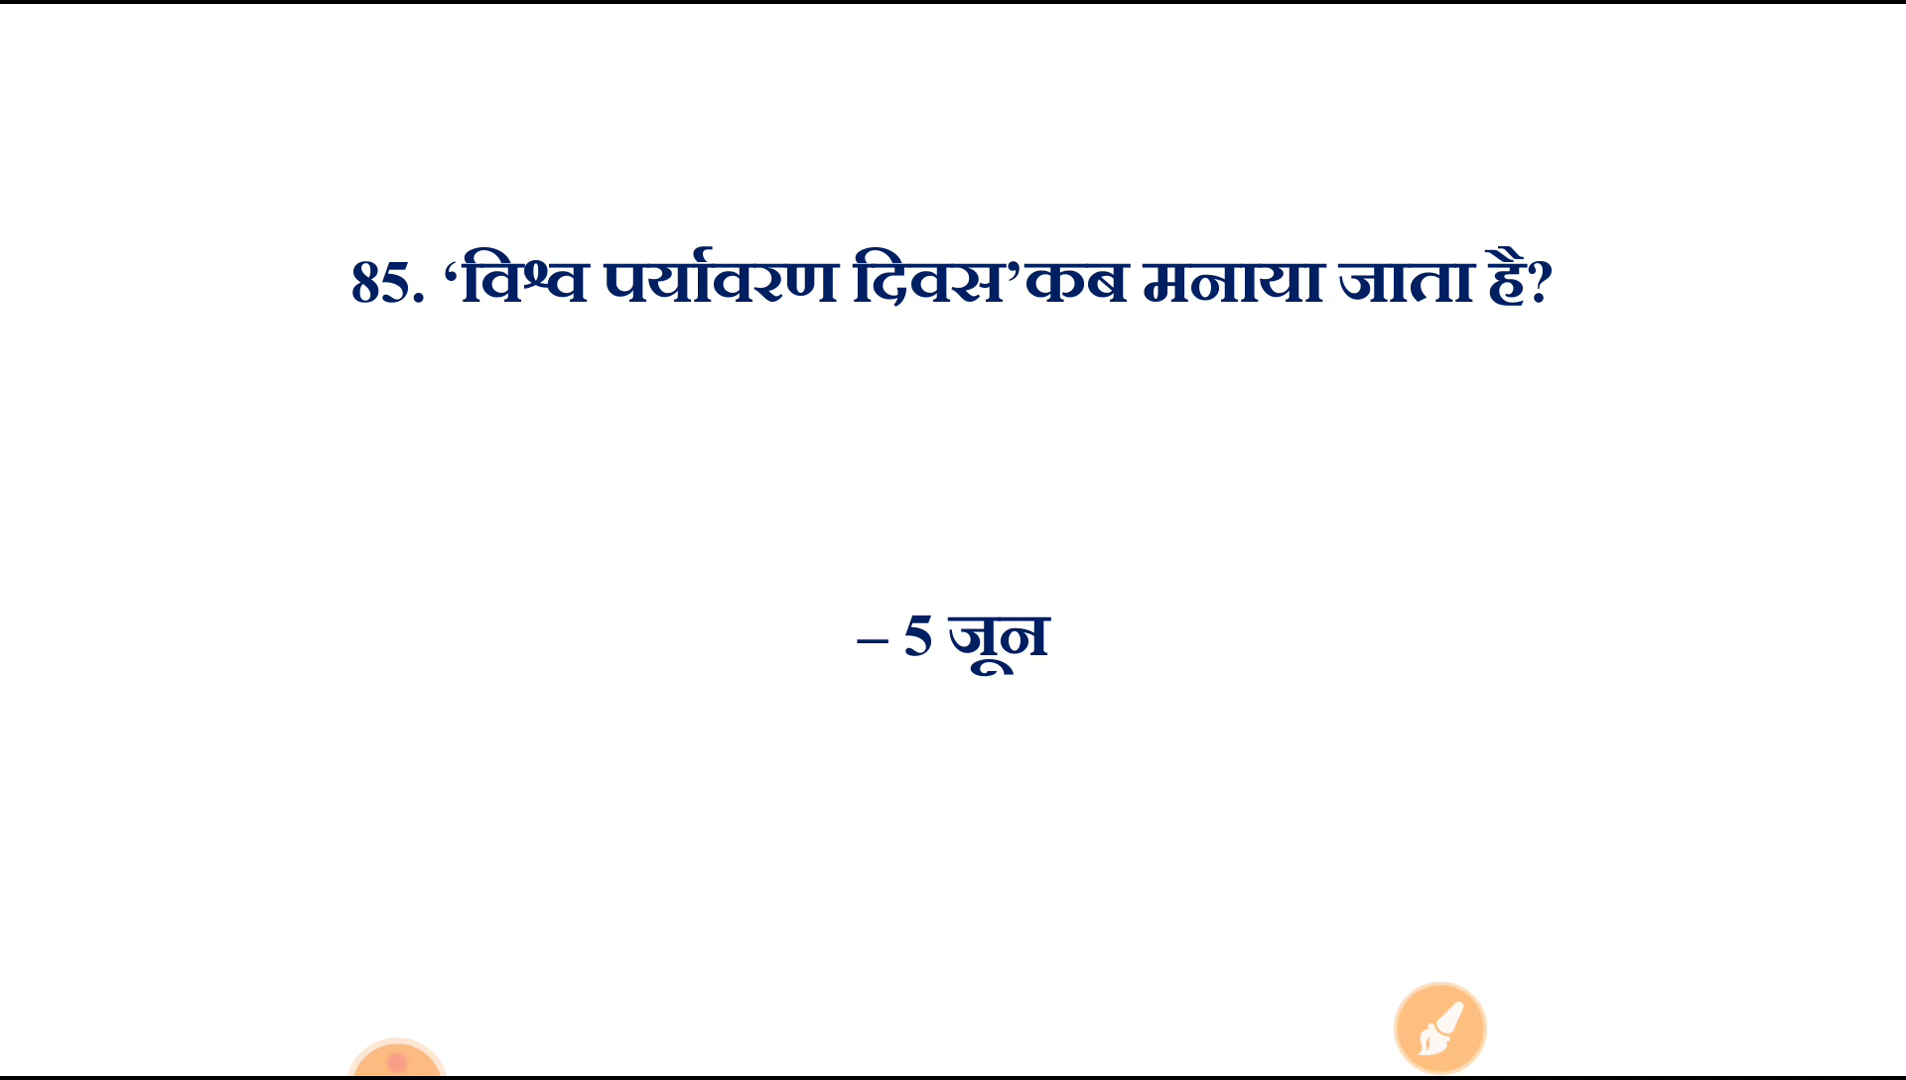 85. ‘विश्व पर्यावरण दिवस’कब मनाया जाता है?
– 5 जून